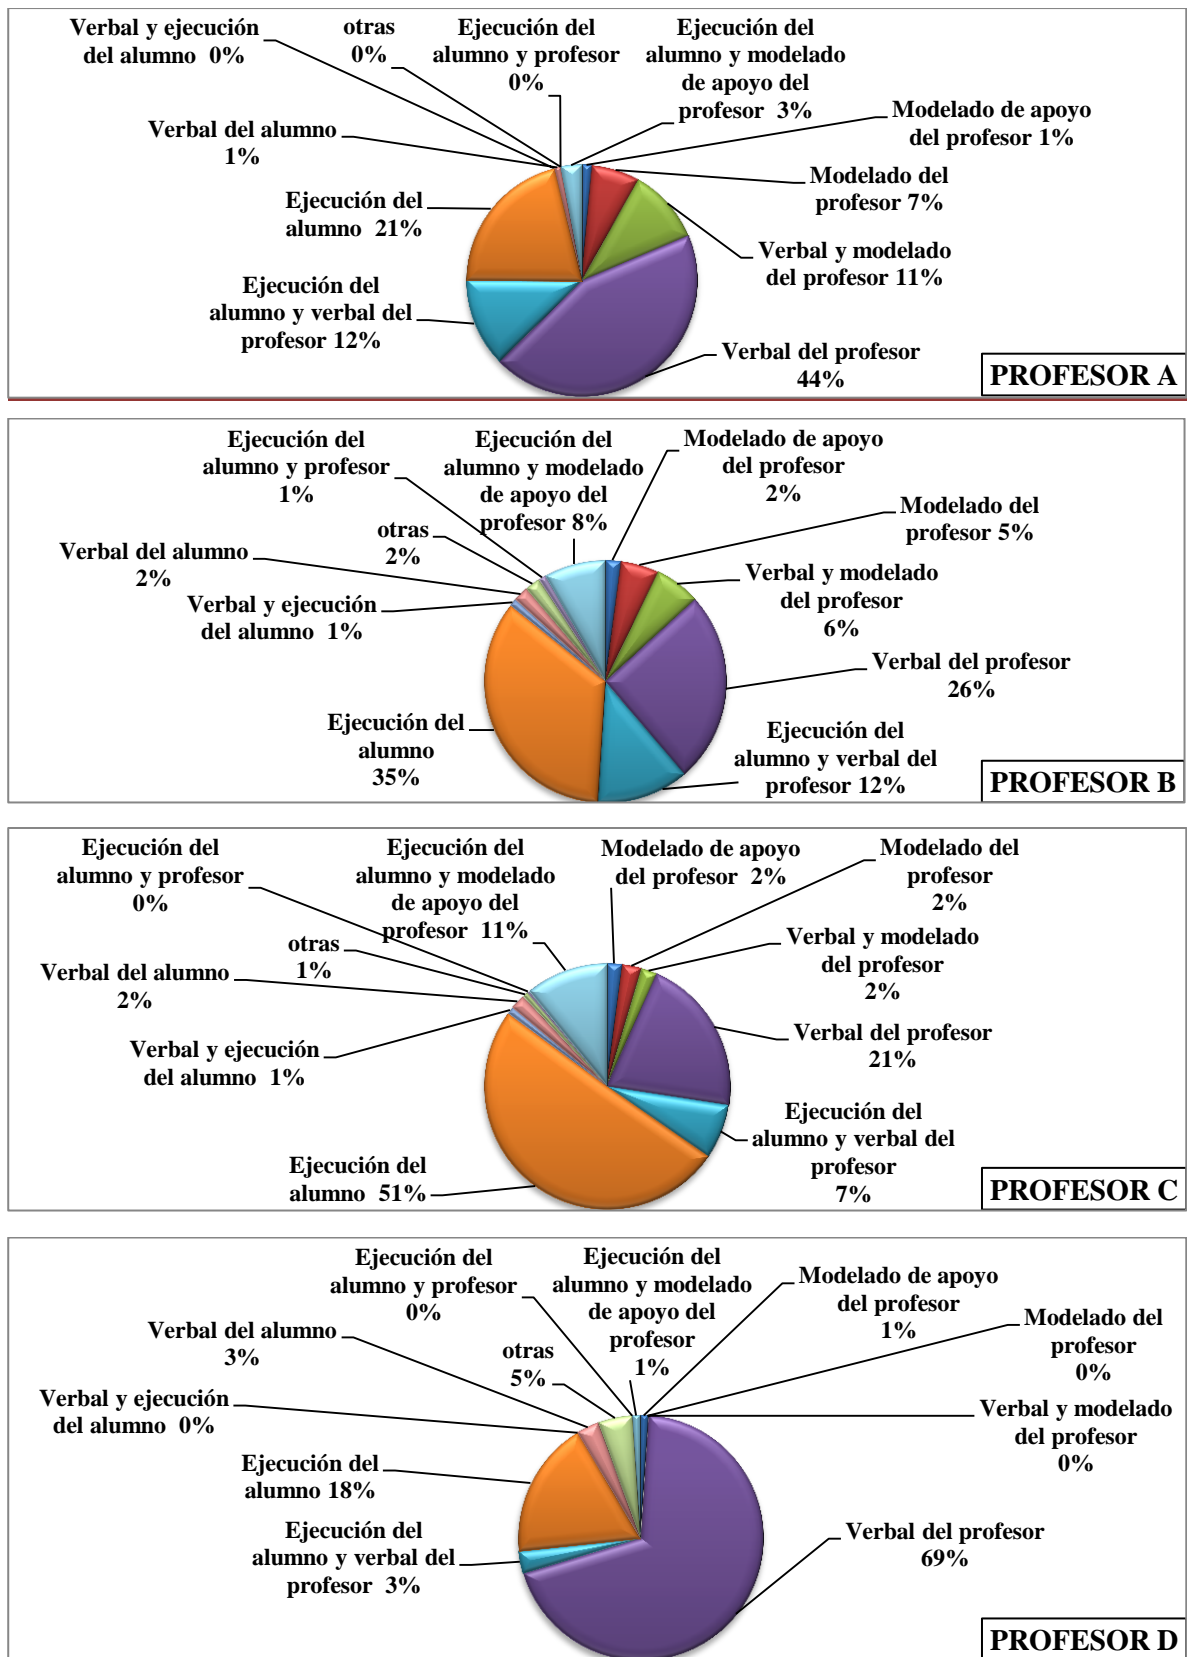 Verbal y ejecución
del alumno 0%
otras
0%
Ejecución del
alumno y profesor
0%
Ejecución del
alumno y modelado
de apoyo del
profesor 3%
Modelado de apoyo
del profesor 1%
Verbal del alumno
1%
Modelado del
profesor 7%
Ejecución del
alumno 21%
Verbal y modelado
del profesor 11%
Ejecución del
alumno y verbal del
profesor 12%
Verbal del profesor
44%
PROFESOR A
Ejecución del
alumno y profesor
1%
Ejecución del
alumno y modelado
de apoyo del
profesor 8%
Modelado de apoyo
del profesor
2%
Modelado del
profesor 5%
otras
2%
Verbal del alumno
2%
Verbal y modelado
del profesor
6%
Verbal y ejecución
del alumno 1%
Verbal del profesor
26%
Ejecución del
alumno
35%
Ejecución del
alumno y verbal del
profesor 12%
PROFESOR B
Ejecución del
alumno y profesor
0%
Ejecución del
alumno y modelado
de apoyo del
profesor 11%
Modelado de apoyo
del profesor 2%
Modelado del
profesor
2%
otras
1%
Verbal y modelado
del profesor
2%
Verbal del alumno
2%
Verbal del profesor
21%
Verbal y ejecución
del alumno 1%
Ejecución del
alumno y verbal del
profesor
7%
Ejecución del
alumno 51%
PROFESOR C
Ejecución del
alumno y profesor
0%
Ejecución del
alumno y modelado
de apoyo del
profesor
1%
Modelado de apoyo
del profesor
1%
Modelado del
profesor
0%
Verbal del alumno
3%
otras
5%
Verbal y ejecución
del alumno 0%
Verbal y modelado
del profesor
0%
Ejecución del
alumno 18%
Ejecución del
alumno y verbal del
profesor 3%
Verbal del profesor
69%
PROFESOR D